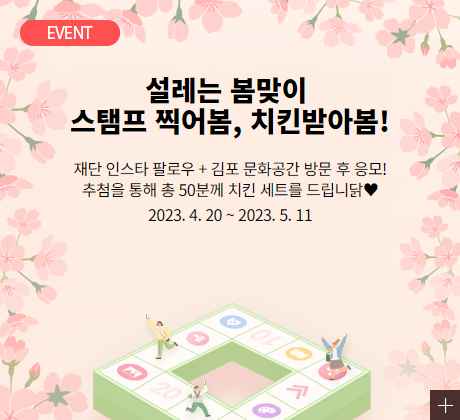 EVENT
설레는 봄맞이
스탬프 찍어봄, 치킨받아봄!
재단 인스타 팔로우 + 김포 문화공간 방문 후 응모!
추첨을 통해 총 50분께 치킨 세트를 드립니닭♥
2023. 4. 20 ~ 2023. 5. 11
20
20